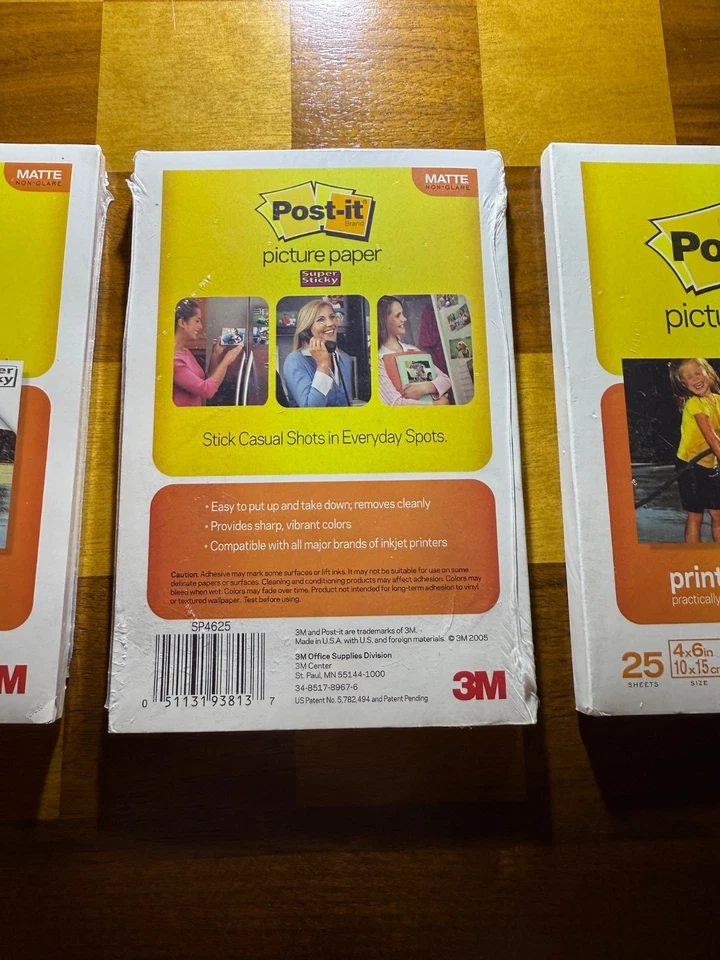 MATTE
NON-GLARE
er
ky
M
MATTE
NON-GLARE
Post-it
Brand
picture paper
Super
Sticky
Stick Casual Shots in Everyday Spots.
• Easy to put up and take down; removes cleanly
• Provides sharp, vibrant colors
• Compatible with all major brands of inkjet printers
Caution: Adhesive may mark some surfaces or lift inks. It may not be suitable for use on some
delicate papers or surfaces. Cleaning and conditioning products may affect adhesion. Colors may
bleed when wet. Colors may fade over time. Product not intended for long-term adhesion to vinyl
or textured wallpaper. Test before using.
SP4625
0 51131 93813 7
3M and Post-it are trademarks of 3M.
Made in U.S.A. with U.S. and foreign materials. © 3M 2005
3M Office Supplies Division
3M Center
St. Paul, MN 55144-1000
34-8517-8967-6
US Patent No. 5,782,494 and Patent Pending
3M
Po
pictu
print
practically
25
SHEETS
4x6in
10x15cm
SIZE